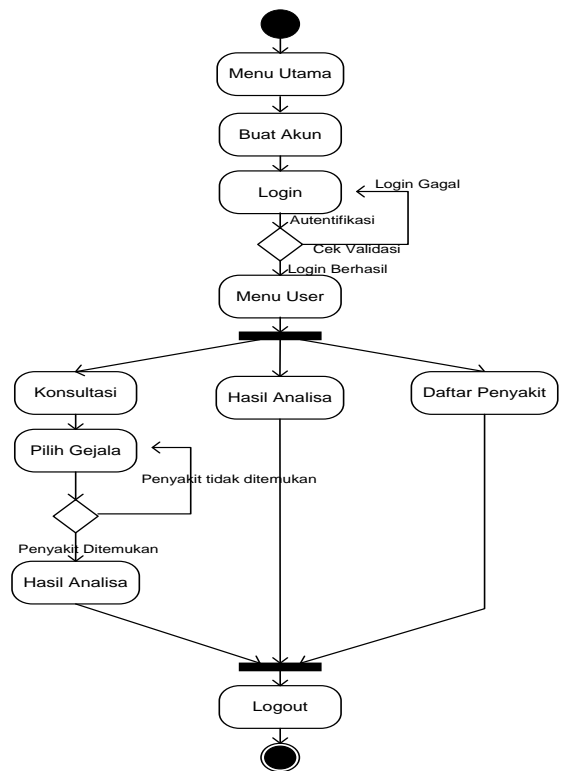 Menu Utama
Buat Akun
Login
Login Gagal
Autentifikasi
Cek Validasi
Login Berhasil
Menu User
Konsultasi
Hasil Analisa
Daftar Penyakit
Pilih Gejala
Penyakit tidak ditemukan
Penyakit Ditemukan
Hasil Analisa
Logout